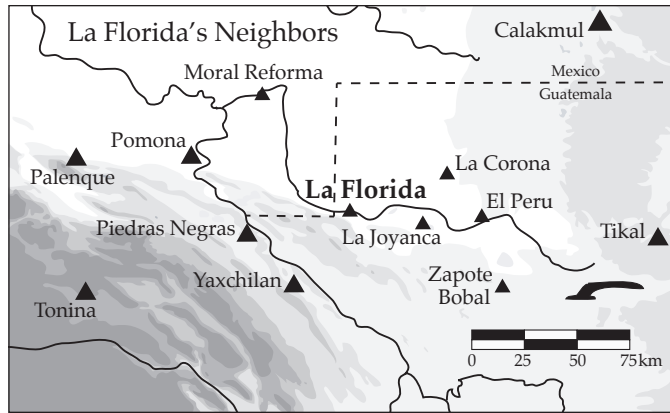 La Florida's Neighbors
Calakmul
Moral Reforma
Mexico
Guatemala
Pomona
Palenque
La Corona
La Florida
El Peru
Piedras Negras
La Joyanca
Tikal
Yaxchilan
Zapote
Bobal
Tonina
0 25 50 75km